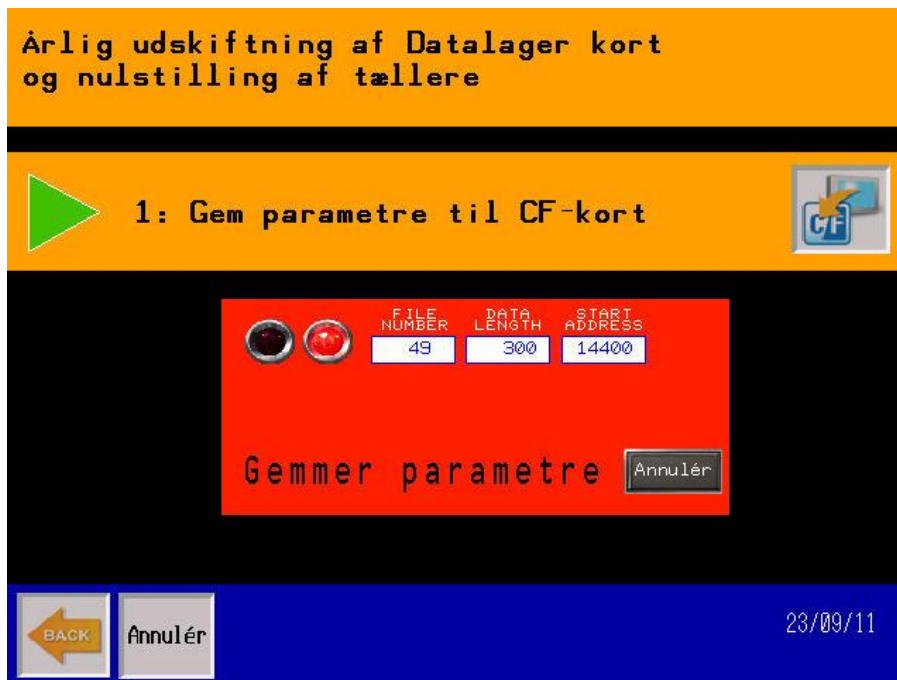 Årlig udskiftning af Datalager kort
og nulstilling af tællere
1: Gem parametre til CF-kort
C/F
FILE NUMBER
DATA LENGTH
START ADDRESS
49 300 14400
Gemmer parametre
Annulér
BACK
Annulér
23/09/11